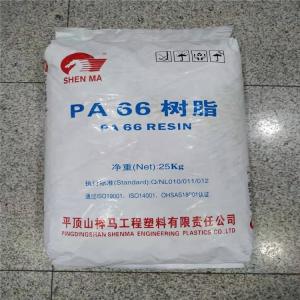 SHEN MA
PA 66 树脂
PA 66 RESIN
净重(Net):25Kg
执行标准(Standard):Q/NL010/011/012
通过ISO9001、ISO14001、OHSAS18001认证
平顶山神马工程塑料有限责任公司
PINGDINGSHAN SHENMA ENGINEERING PLASTICS CO.LTD